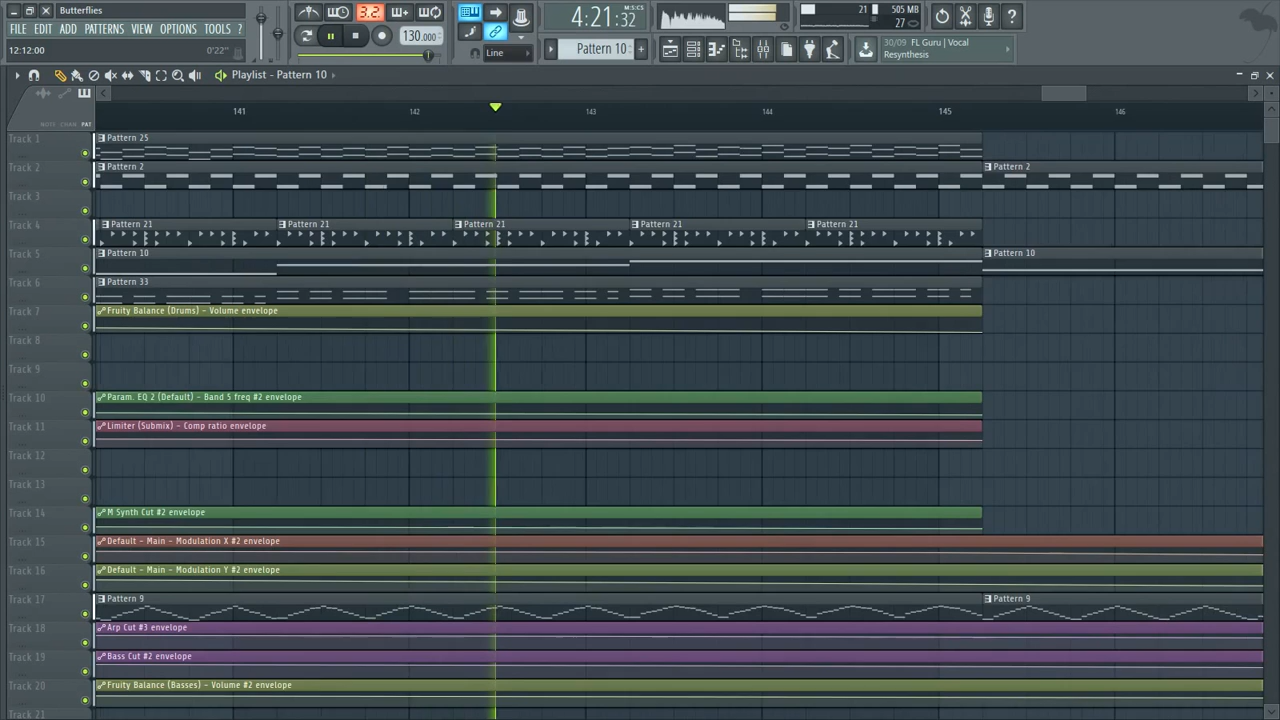 Butterflies
FILE EDIT ADD PATTERNS VIEW OPTIONS TOOLS ?
12:12:00 0'22"
3.2
130.000
Line
4:21:32 M:S:CS
Pattern 10
21 505 MB
27
30/09 FL Guru | Vocal
Resynthesis
Playlist - Pattern 10
NOTE CHAN PAT
141 142 143 144 145 146
Track 1 Pattern 25
Track 2 Pattern 2 Pattern 2
Track 3
Track 4 Pattern 21 Pattern 21 Pattern 21 Pattern 21 Pattern 21
Track 5 Pattern 10 Pattern 10
Track 6 Pattern 33
Track 7 Fruity Balance (Drums) - Volume envelope
Track 8
Track 9
Track 10 Param. EQ 2 (Default) - Band 5 freq #2 envelope
Track 11 Limiter (Submix) - Comp ratio envelope
Track 12
Track 13
Track 14 M Synth Cut #2 envelope
Track 15 Default - Main - Modulation X #2 envelope
Track 16 Default - Main - Modulation Y #2 envelope
Track 17 Pattern 9 Pattern 9
Track 18 Arp Cut #3 envelope
Track 19 Bass Cut #2 envelope
Track 20 Fruity Balance (Basses) - Volume #2 envelope
Track 21